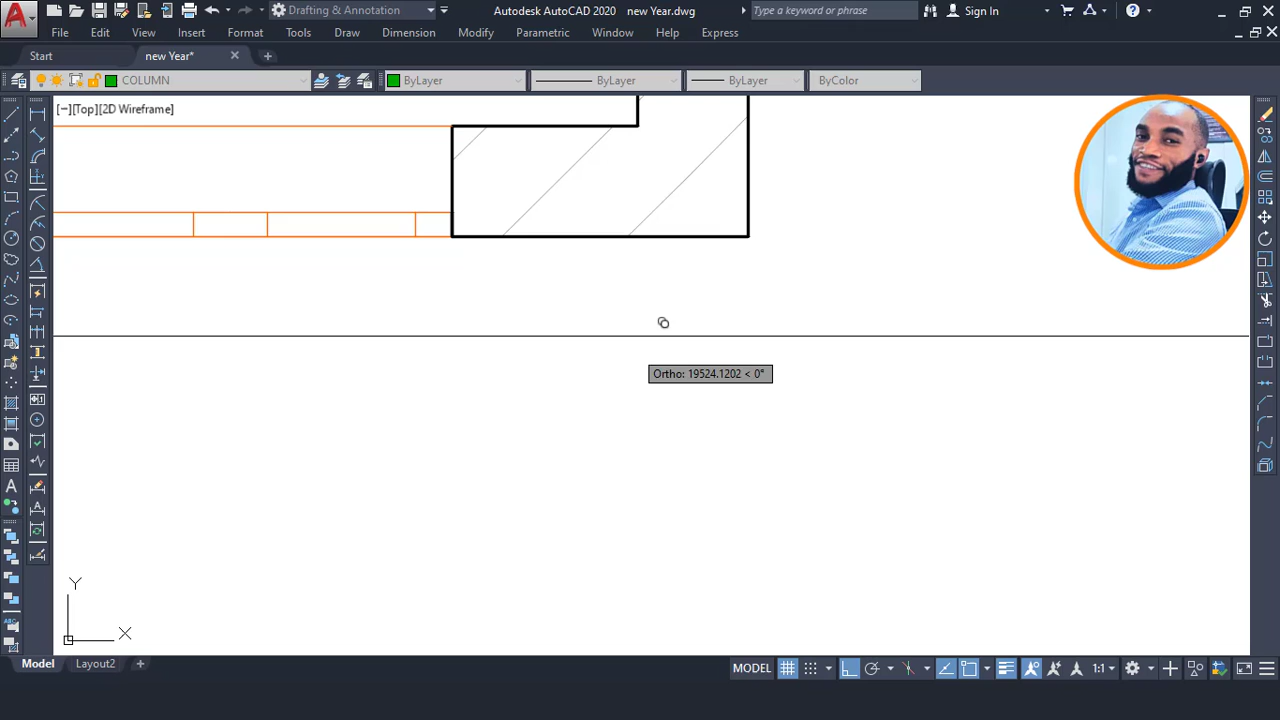 Drafting & Annotation
Autodesk AutoCAD 2020 new Year.dwg
Type a keyword or phrase
Sign In
File Edit View Insert Format Tools Draw Dimension Modify Parametric Window Help Express
Start
new Year*
COLUMN
ByLayer
ByLayer
ByLayer
ByColor
[−][Top][2D Wireframe]
Ortho: 19524.1202 < 0°
Y
X
Model
Layout2
MODEL
1:1